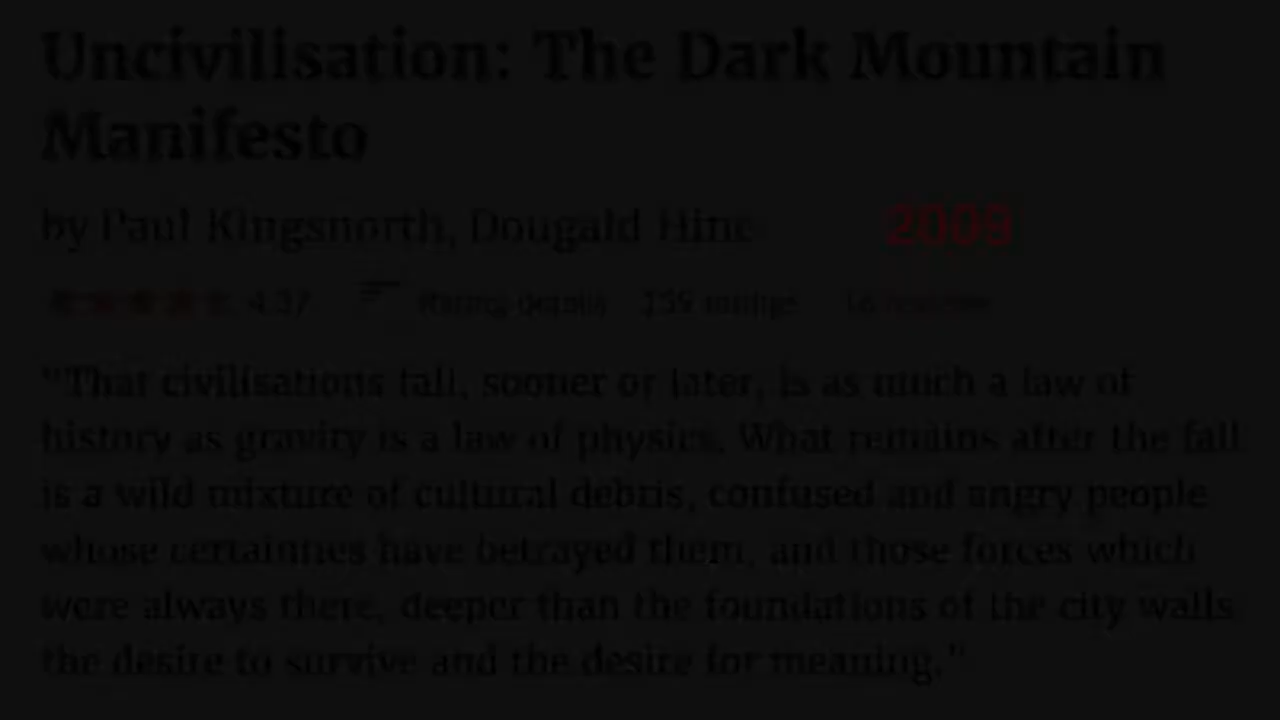 Uncivilisation: The Dark Mountain
Manifesto
by Paul Kingsnorth, Dougald Hine
2009
4.37 Rating details 159 ratings 16 reviews
"That civilisations fall, sooner or later, is as much a law of
history as gravity is a law of physics. What remains after the fall
is a wild mixture of cultural debris, confused and angry people
whose certainties have betrayed them, and those forces which
were always there, deeper than the foundations of the city walls
the desire to survive and the desire for meaning."